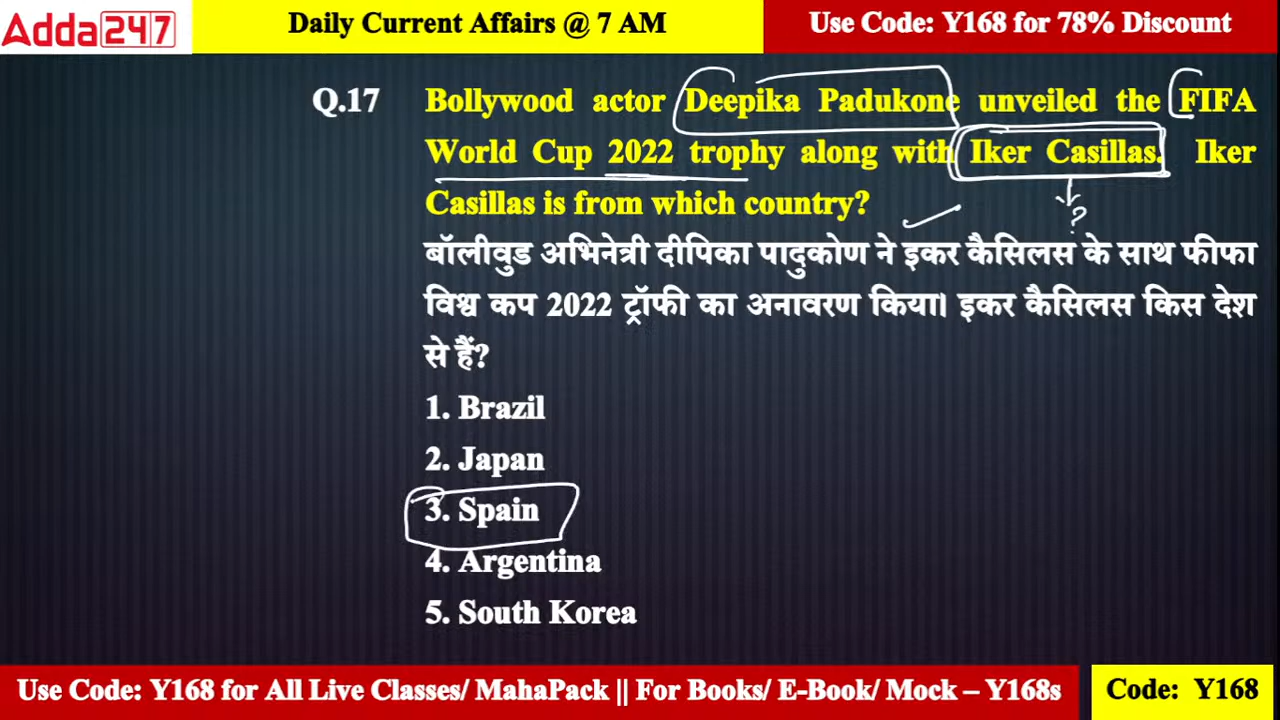 Adda247
Daily Current Affairs @ 7 AM
Use Code: Y168 for 78% Discount
Q.17 Bollywood actor Deepika Padukone unveiled the FIFA
World Cup 2022 trophy along with Iker Casillas. Iker
Casillas is from which country?
?
बॉलीवुड अभिनेत्री दीपिका पादुकोण ने इकर कैसिलस के साथ फीफा
विश्व कप 2022 ट्रॉफी का अनावरण किया। इकर कैसिलस किस देश
से हैं?
1. Brazil
2. Japan
3. Spain
4. Argentina
5. South Korea
Use Code: Y168 for All Live Classes/ MahaPack || For Books/ E-Book/ Mock – Y168s
Code: Y168